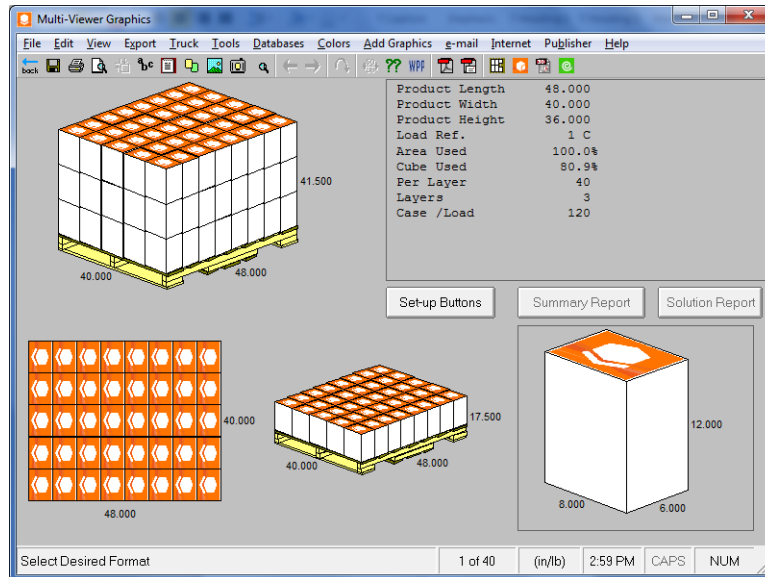 Multi-Viewer Graphics
File Edit View Export Truck Tools Databases Colors Add Graphics e-mail Internet Publisher Help
back abc ?? WPP
Product Length 48.000
Product Width 40.000
Product Height 36.000
Load Ref. 1 C
Area Used 100.0%
Cube Used 80.9%
Per Layer 40
Layers 3
Case /Load 120
41.500
40.000
48.000
Set-up Buttons Summary Report Solution Report
40.000
48.000
17.500
40.000
48.000
12.000
8.000
6.000
Select Desired Format 1 of 40 (in/lb) 2:59 PM CAPS NUM